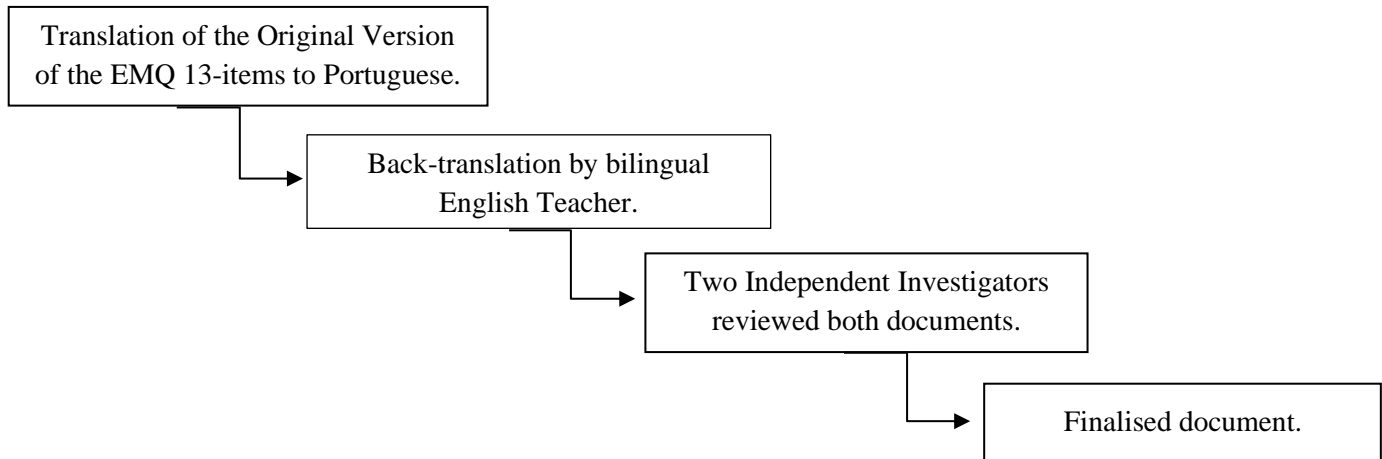 Translation of the Original Version
of the EMQ 13-items to Portuguese.
Back-translation by bilingual
English Teacher.
Two Independent Investigators
reviewed both documents.
Finalised document.